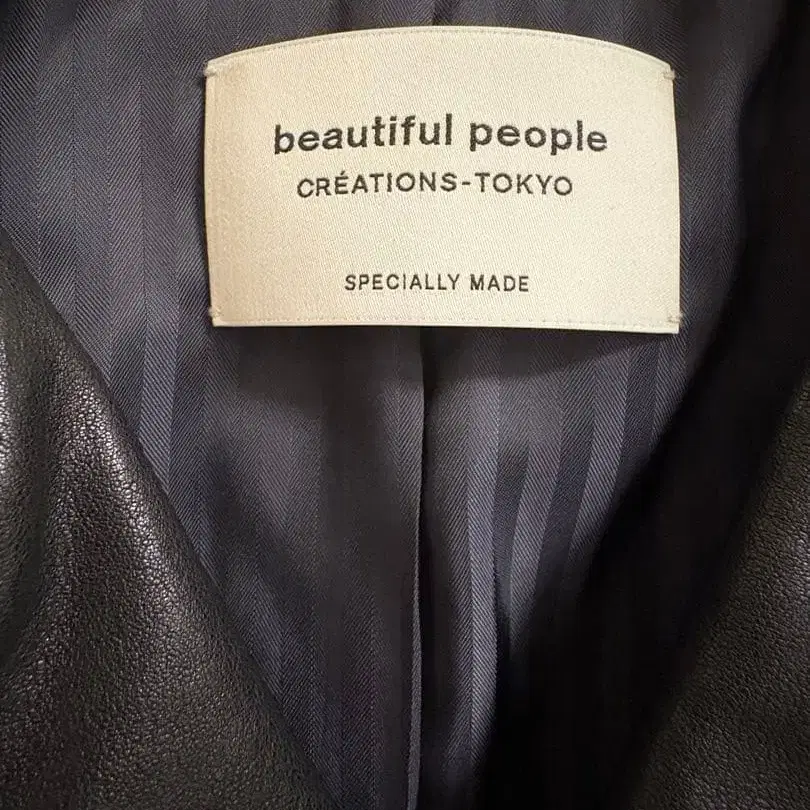 beautiful people
CRÉATIONS-TOKYO
SPECIALLY MADE